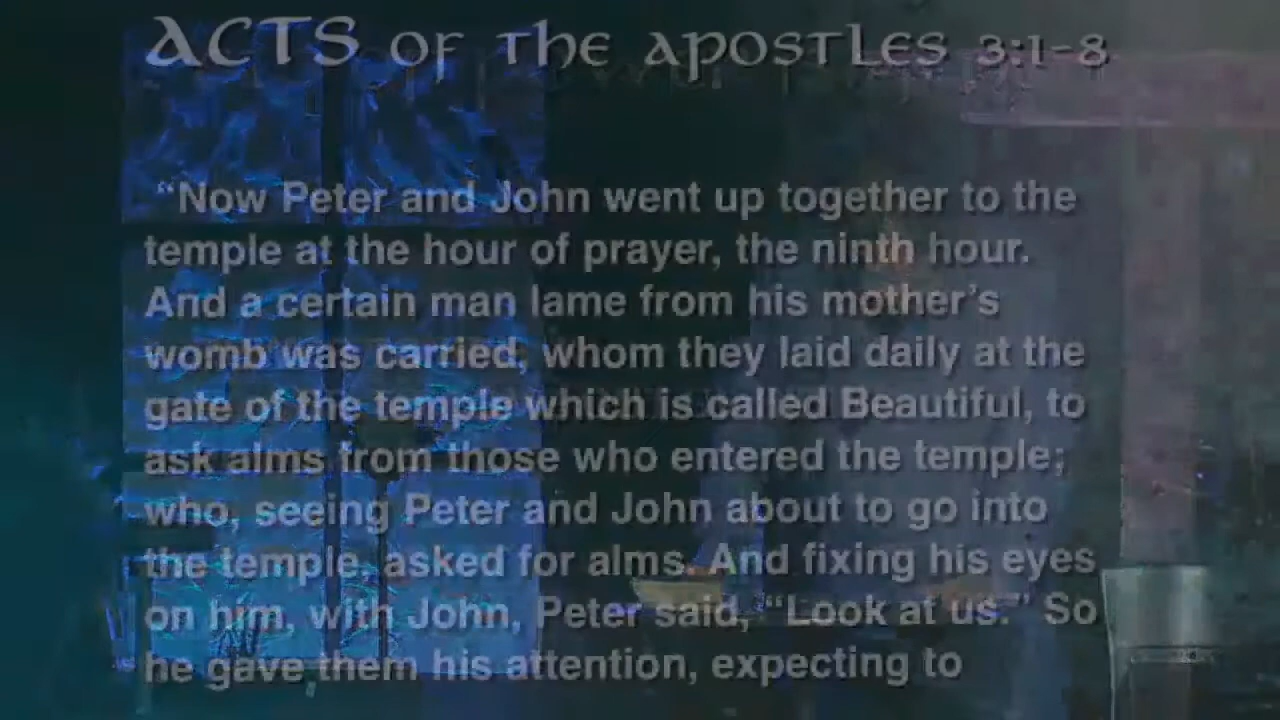 ACTS of the apostles 3:1-8
“Now Peter and John went up together to the
temple at the hour of prayer, the ninth hour.
And a certain man lame from his mother’s
womb was carried, whom they laid daily at the
gate of the temple which is called Beautiful, to
ask alms from those who entered the temple;
who, seeing Peter and John about to go into
the temple, asked for alms. And fixing his eyes
on him, with John, Peter said, “Look at us.” So
he gave them his attention, expecting to